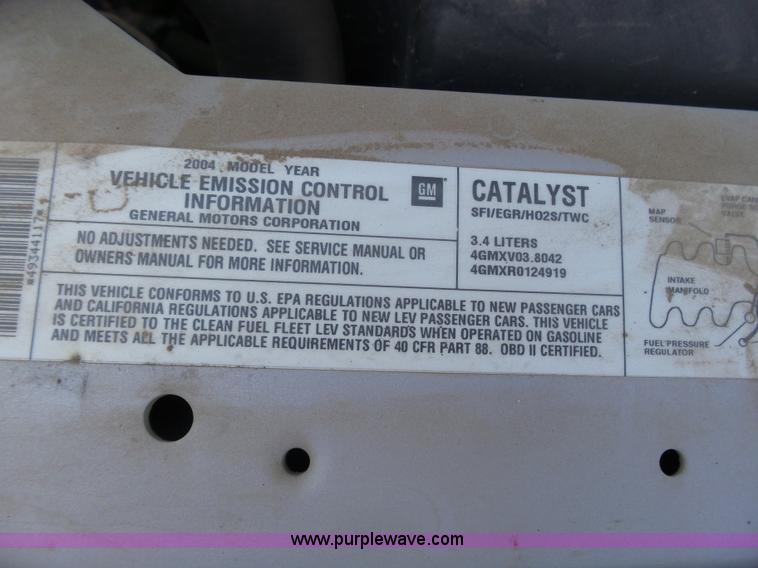 2004 MODEL YEAR
VEHICLE EMISSION CONTROL
INFORMATION
GENERAL MOTORS CORPORATION
GM
CATALYST
SFI/EGR/HO2S/TWC
NO ADJUSTMENTS NEEDED. SEE SERVICE MANUAL OR
OWNERS MANUAL FOR MORE INFORMATION.
3.4 LITERS
4GMXV03.8042
4GMXR0124919
THIS VEHICLE CONFORMS TO U.S. EPA REGULATIONS APPLICABLE TO NEW PASSENGER CARS
AND CALIFORNIA REGULATIONS APPLICABLE TO NEW LEV PASSENGER CARS. THIS VEHICLE
IS CERTIFIED TO THE CLEAN FUEL FLEET LEV STANDARDS WHEN OPERATED ON GASOLINE
AND MEETS ALL THE APPLICABLE REQUIREMENTS OF 40 CFR PART 88. OBD II CERTIFIED.
EVAP CAN
PURGE
VALVE
MAP
SENSOR
INTAKE
MANIFOLD
FUEL PRESSURE
REGULATOR
www.purplewave.com